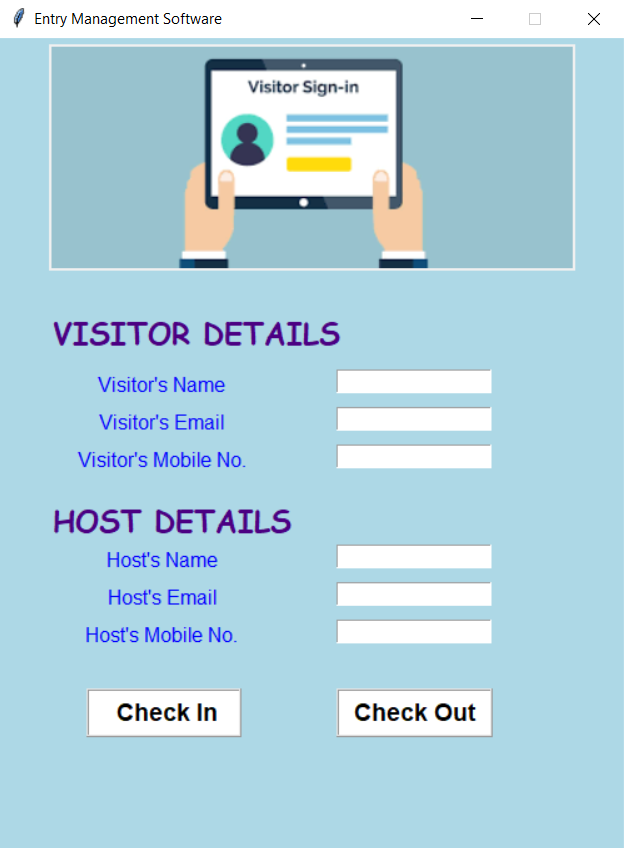 Entry Management Software
Visitor Sign-in
VISITOR DETAILS
Visitor's Name
Visitor's Email
Visitor's Mobile No.
HOST DETAILS
Host's Name
Host's Email
Host's Mobile No.
Check In Check Out